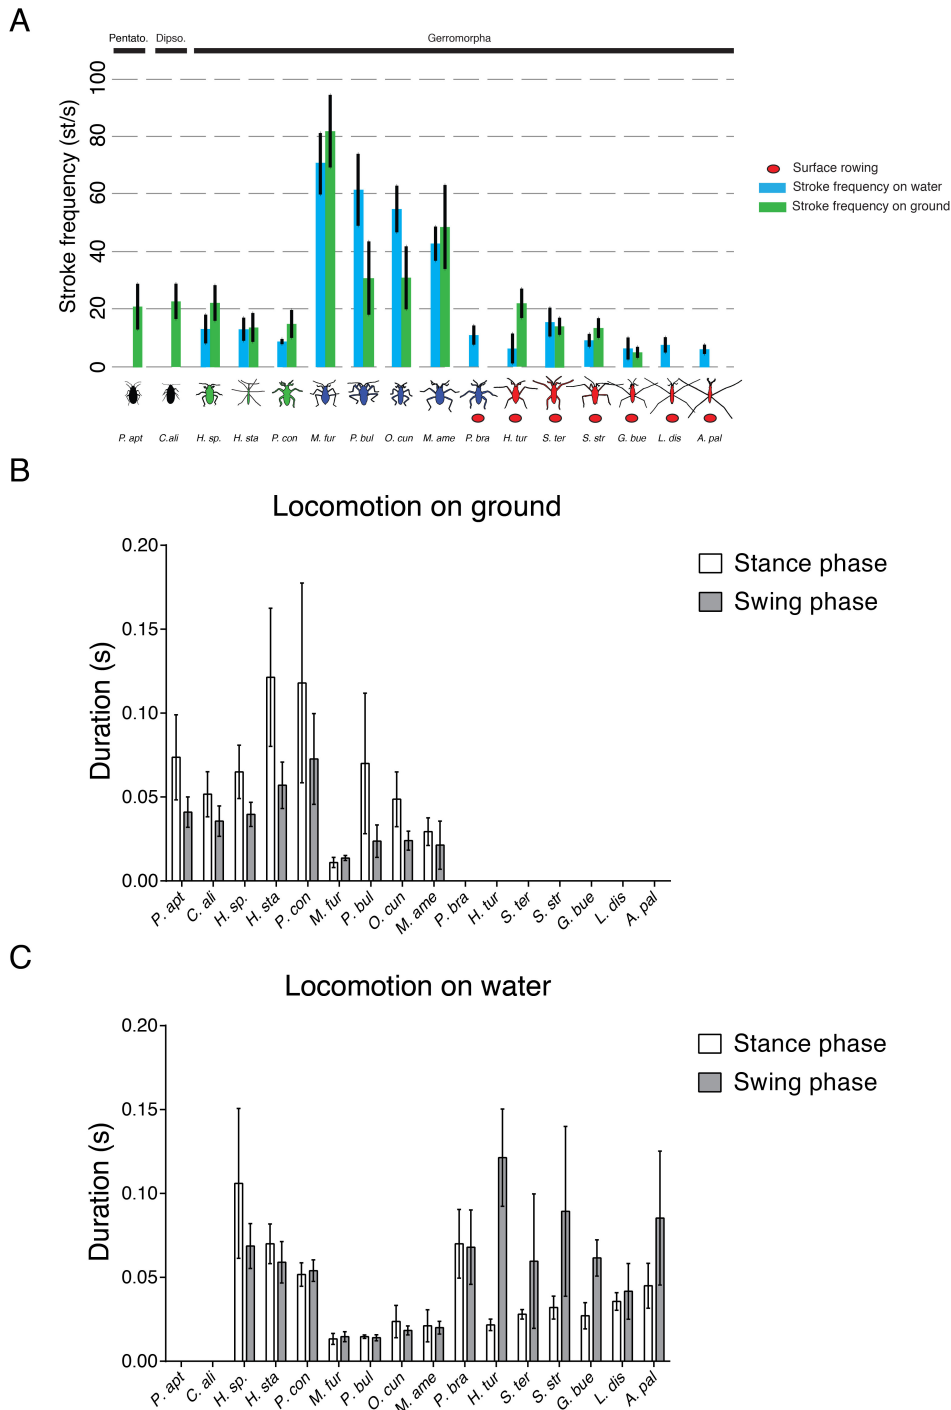 A
Pentato. Dipso. Gerromorpha
Stroke frequency (st/s)
100
80
60
40
20
0
Surface rowing
Stroke frequency on water
Stroke frequency on ground
P. apt C.ali H. sp. H. sta P. con M. fur P. bul O. cun M. ame P. bra H. tur S. ter S. str G. bue L. dis A. pal
B
Locomotion on ground
Duration (s)
0.20
0.15
0.10
0.05
0.00
Stance phase
Swing phase
P. apt C. ali H. sp. H. sta P. con M. fur P. bul O. cun M. ame P. bra H. tur S. ter S. str G. bue L. dis A. pal
C
Locomotion on water
Duration (s)
0.20
0.15
0.10
0.05
0.00
Stance phase
Swing phase
P. apt C. ali H. sp. H. sta P. con M. fur P. bul O. cun M. ame P. bra H. tur S. ter S. str G. bue L. dis A. pal